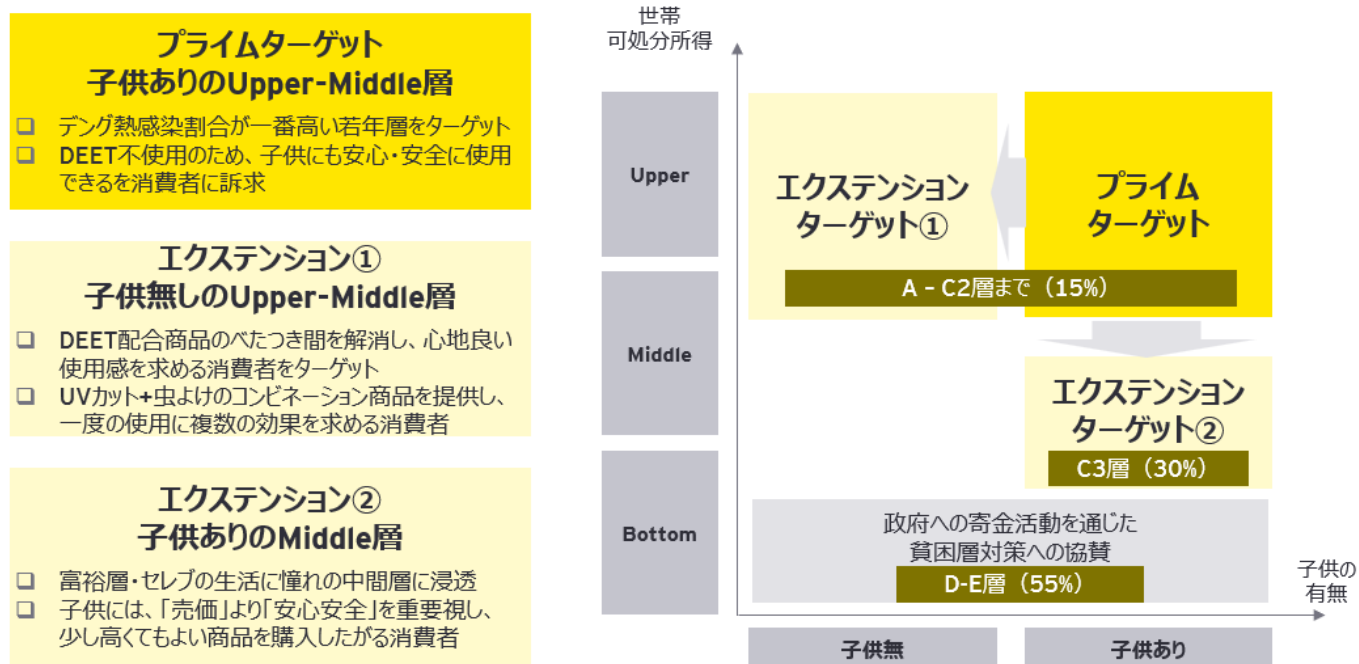 プライムターゲット
子供ありのUpper-Middle層
デング熱感染割合が一番高い若年層をターゲット
DEET不使用のため、子供にも安心・安全に使用
できるを消費者に訴求
エクステンション①
子供無しのUpper-Middle層
DEET配合商品のべたつき間を解消し、心地良い
使用感を求める消費者をターゲット
UVカット+虫よけのコンビネーション商品を提供し、
一度の使用に複数の効果を求める消費者
エクステンション②
子供ありのMiddle層
富裕層・セレブの生活に憧れの中間層に浸透
子供には、「売価」より「安心安全」を重要視し、
少し高くてもよい商品を購入したがる消費者
世帯
可処分所得
Upper
Middle
Bottom
エクステンション
ターゲット①
プライム
ターゲット
A – C2層まで（15%）
エクステンション
ターゲット②
C3層（30%）
政府への寄金活動を通じた
貧困層対策への協賛
D-E層（55%）
子供の
有無
子供無
子供あり